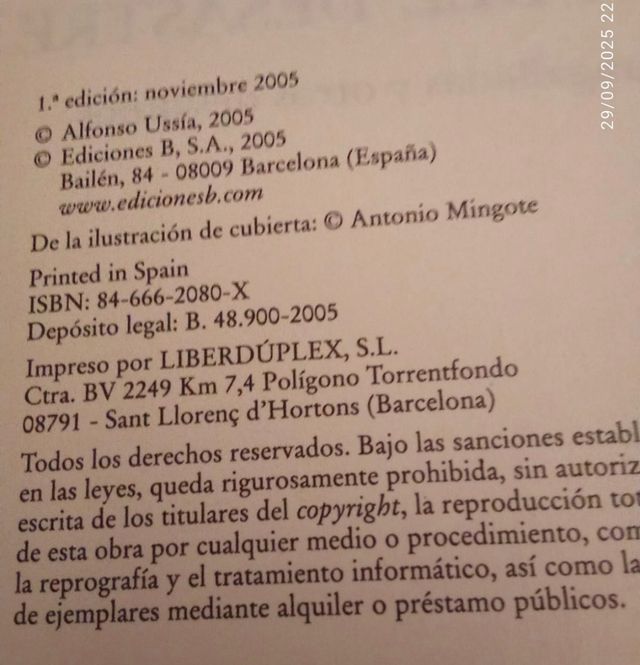 29/09/2025 22
1.ª edición: noviembre 2005
© Alfonso Ussía, 2005
© Ediciones B, S.A., 2005
Bailén, 84 - 08009 Barcelona (España)
www.edicionesb.com
De la ilustración de cubierta: © Antonio Mingote
Printed in Spain
ISBN: 84-666-2080-X
Depósito legal: B. 48.900-2005
Impreso por LIBERDÚPLEX, S.L.
Ctra. BV 2249 Km 7,4 Polígono Torrentfondo
08791 - Sant Llorenç d'Hortons (Barcelona)
Todos los derechos reservados. Bajo las sanciones establ
en las leyes, queda rigurosamente prohibida, sin autoriz
escrita de los titulares del copyright, la reproducción tot
de esta obra por cualquier medio o procedimiento, com
la reprografía y el tratamiento informático, así como la
de ejemplares mediante alquiler o préstamo públicos.